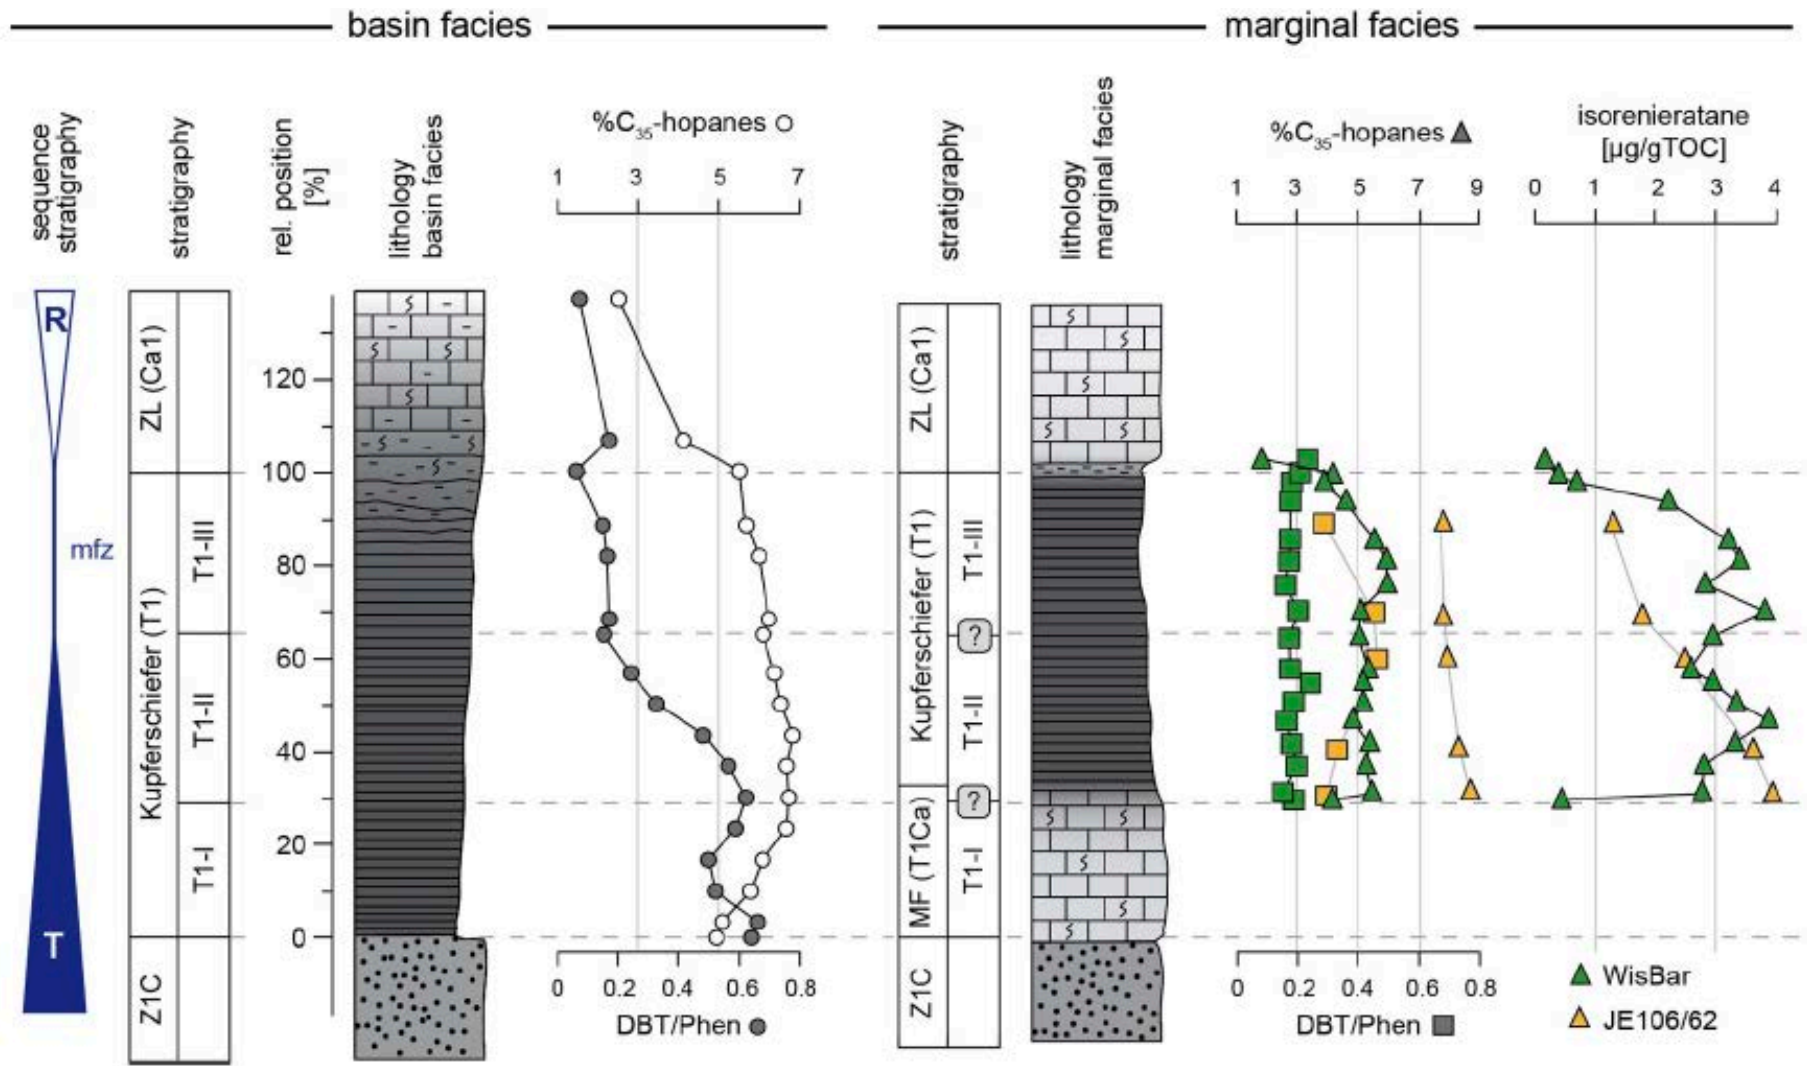 basin facies
marginal facies
sequence
stratigraphy
stratigraphy
rel. position
[%]
lithology
basin facies
%C₃₅-hopanes
1 3 5 7
stratigraphy
lithology
marginal facies
%C₃₅-hopanes
1 3 5 7 9
isorenieratane
[µg/gTOC]
0 1 2 3 4
R
mfz
T
ZL (Ca1)
Kupferschiefer (T1)
Z1C
T1-III
T1-II
T1-I
120
100
80
60
40
20
0
0 0.2 0.4 0.6 0.8
DBT/Phen
ZL (Ca1)
Kupferschiefer (T1)
MF (T1Ca)
Z1C
T1-III
?
T1-II
?
T1-I
0 0.2 0.4 0.6 0.8
DBT/Phen
WisBar
JE106/62